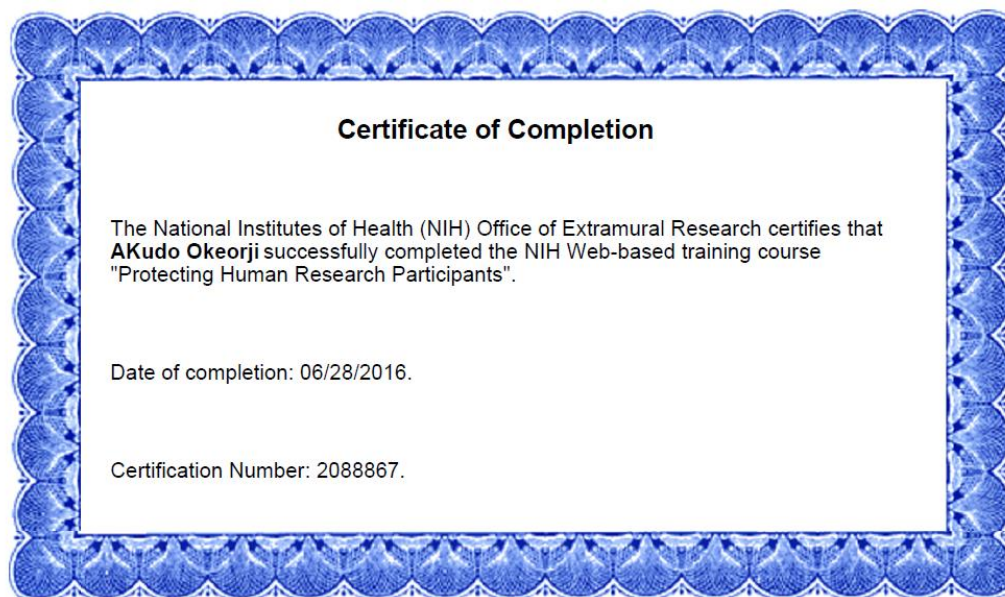 Certificate of Completion
The National Institutes of Health (NIH) Office of Extramural Research certifies that
AKudo Okeorji successfully completed the NIH Web-based training course
"Protecting Human Research Participants".
Date of completion: 06/28/2016.
Certification Number: 2088867.